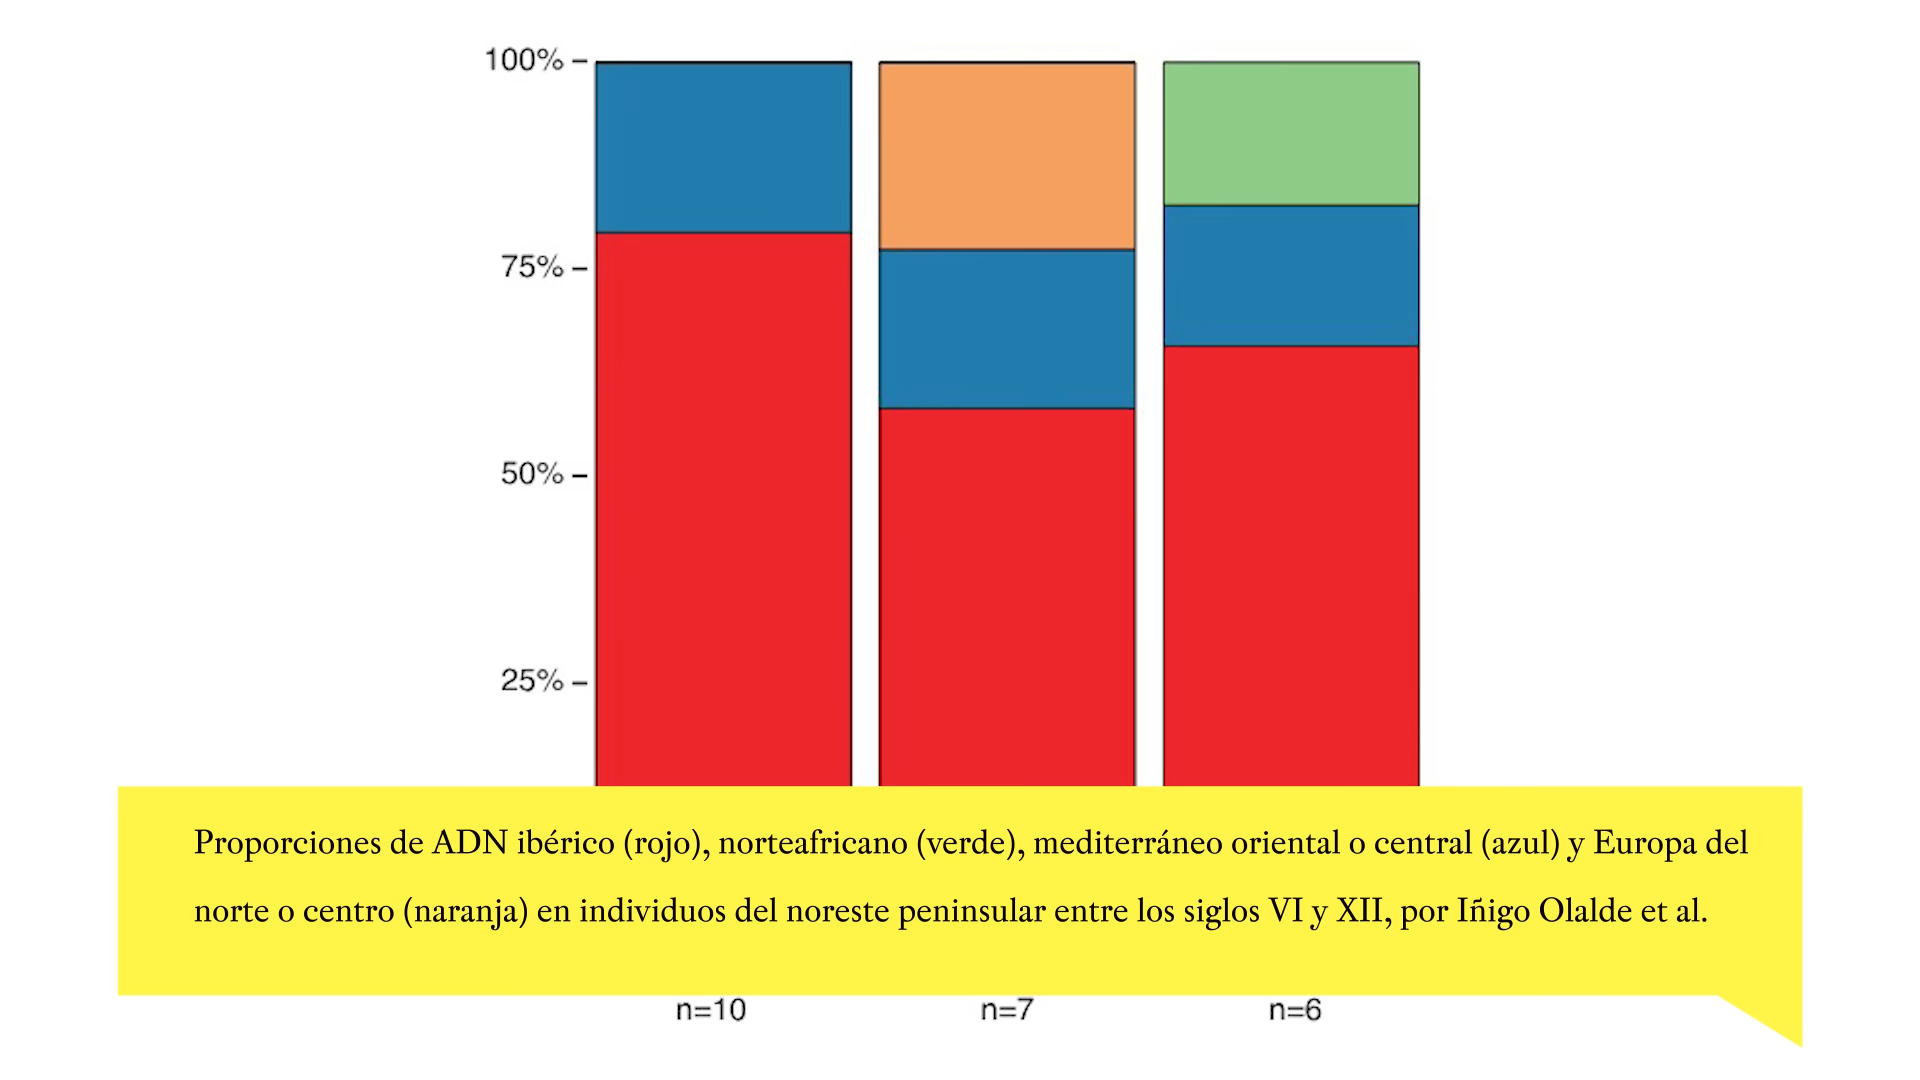 100%
75%
50%
25%
Proporciones de ADN ibérico (rojo), norteafricano (verde), mediterráneo oriental o central (azul) y Europa del
norte o centro (naranja) en individuos del noreste peninsular entre los siglos VI y XII, por Iñigo Olalde et al.
n=10 n=7 n=6